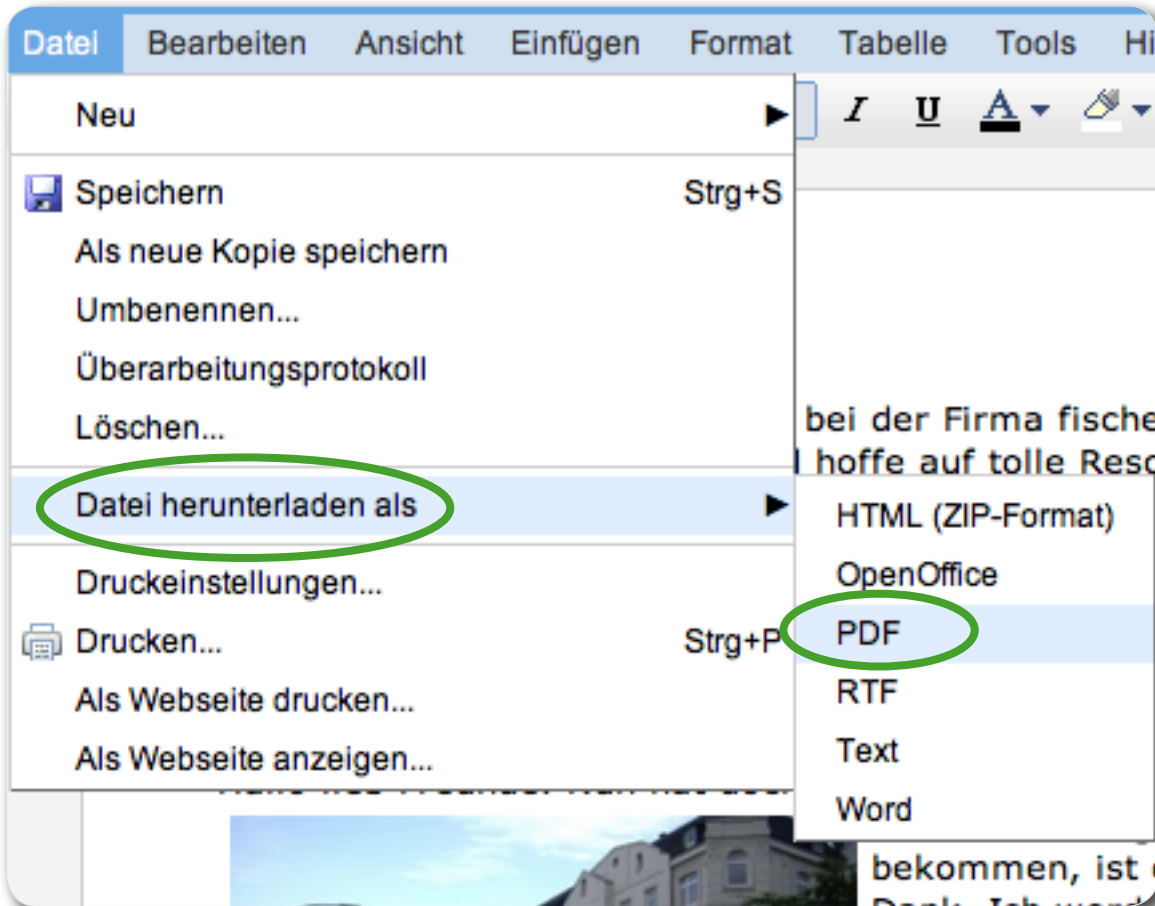 Datei Bearbeiten Ansicht Einfügen Format Tabelle Tools
Neu
I U A
Speichern Strg+S
Als neue Kopie speichern
Umbenennen...
Überarbeitungsprotokoll
Löschen...
bei der Firma
hoffe auf tolle
Datei herunterladen als
HTML (ZIP-Format)
OpenOffice
PDF
RTF
Text
Word
Druckeinstellungen...
Drucken... Strg+P
Als Webseite drucken...
Als Webseite anzeigen...
bekommen, ist